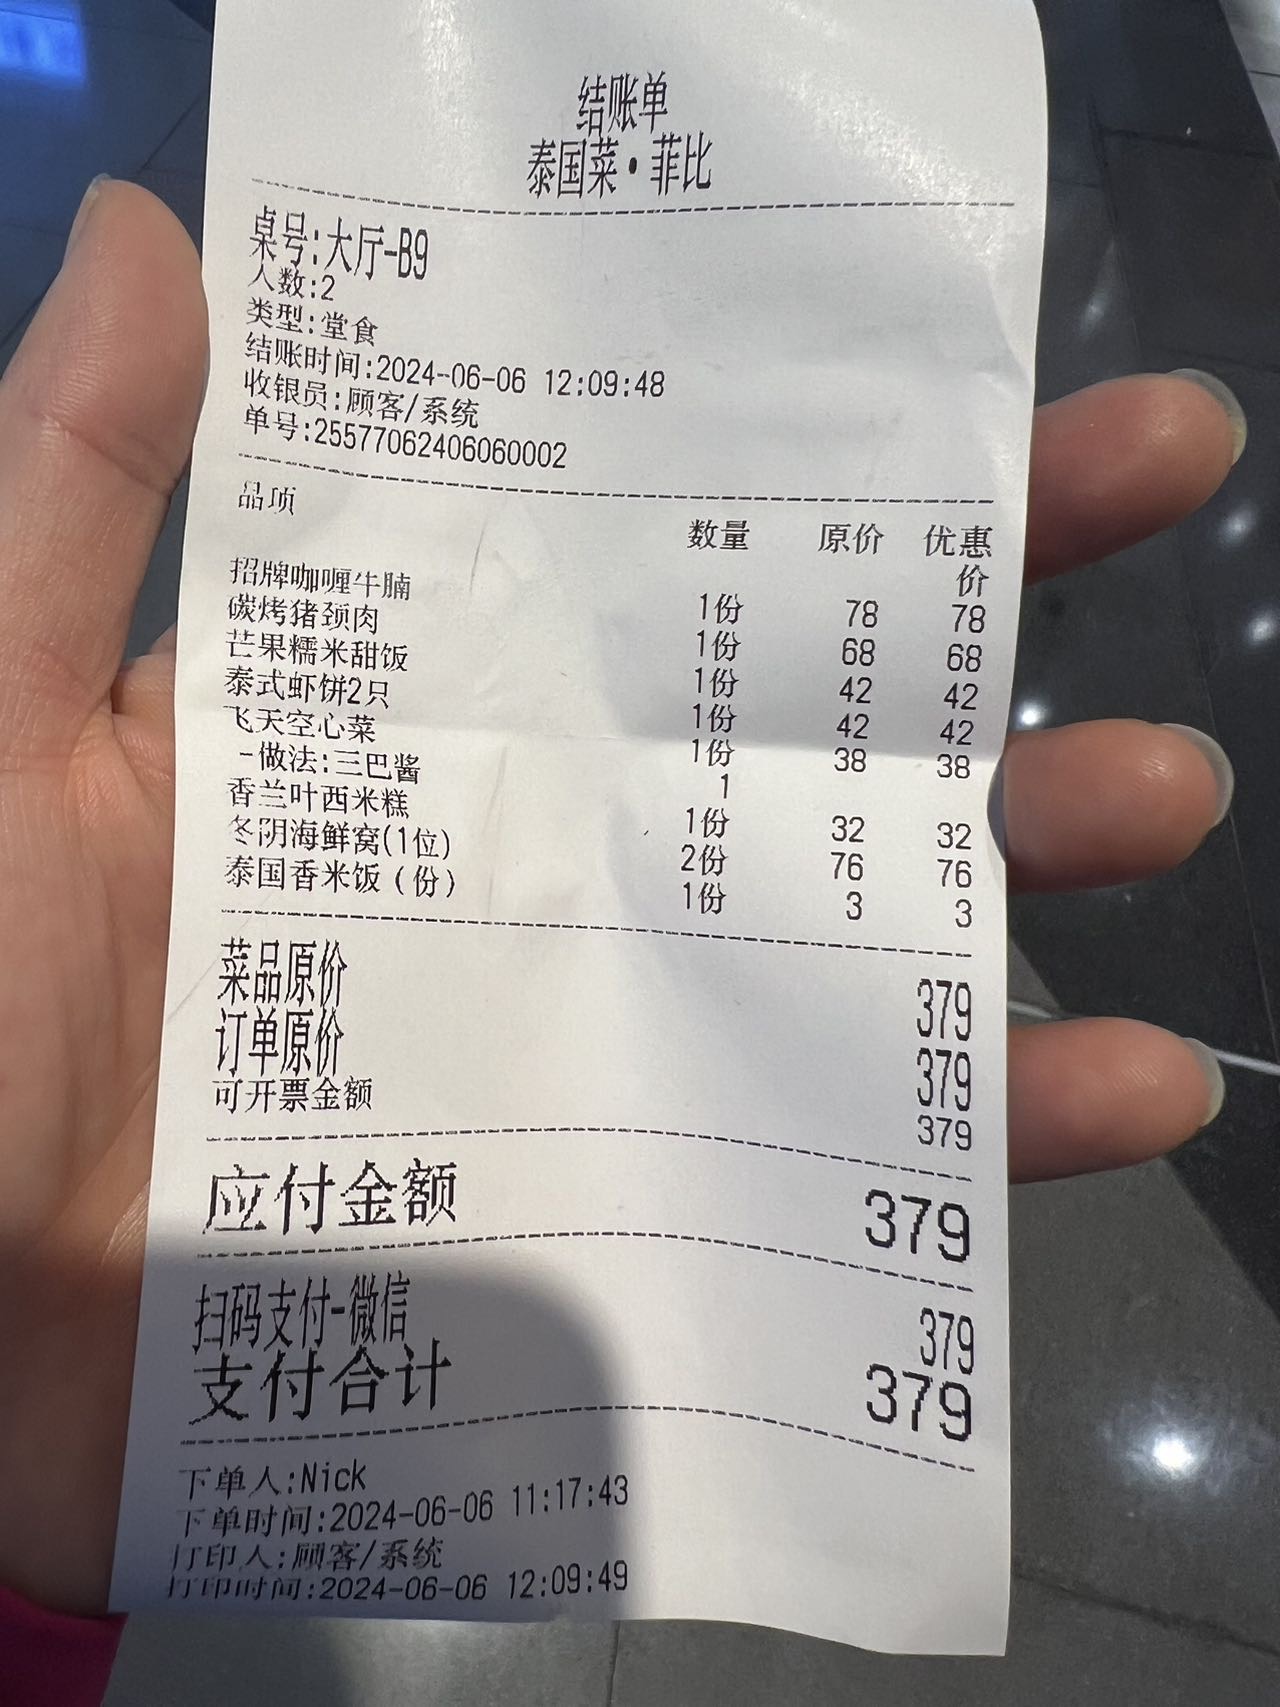 结账单
泰国菜·菲比
桌号:大厅-B9
人数:2
类型:堂食
结账时间:2024-06-06 12:09:48
收银员:顾客/系统
单号:25577062406060002
品项 数量 原价 优惠价
招牌咖喱牛腩 1份 78 78
碳烤猪颈肉 1份 68 68
芒果糯米甜饭 1份 42 42
泰式虾饼2只 1份 42 42
飞天空心菜 1份 38 38
-做法:三巴酱 1
香兰叶西米糕 1份 32 32
冬阴海鲜窝(1位) 2份 76 76
泰国香米饭(份) 1份 3 3
菜品原价 379
订单原价 379
可开票金额 379
应付金额 379
扫码支付-微信 379
支付合计 379
下单人:Nick
下单时间:2024-06-06 11:17:43
打印人:顾客/系统
打印时间:2024-06-06 12:09:49